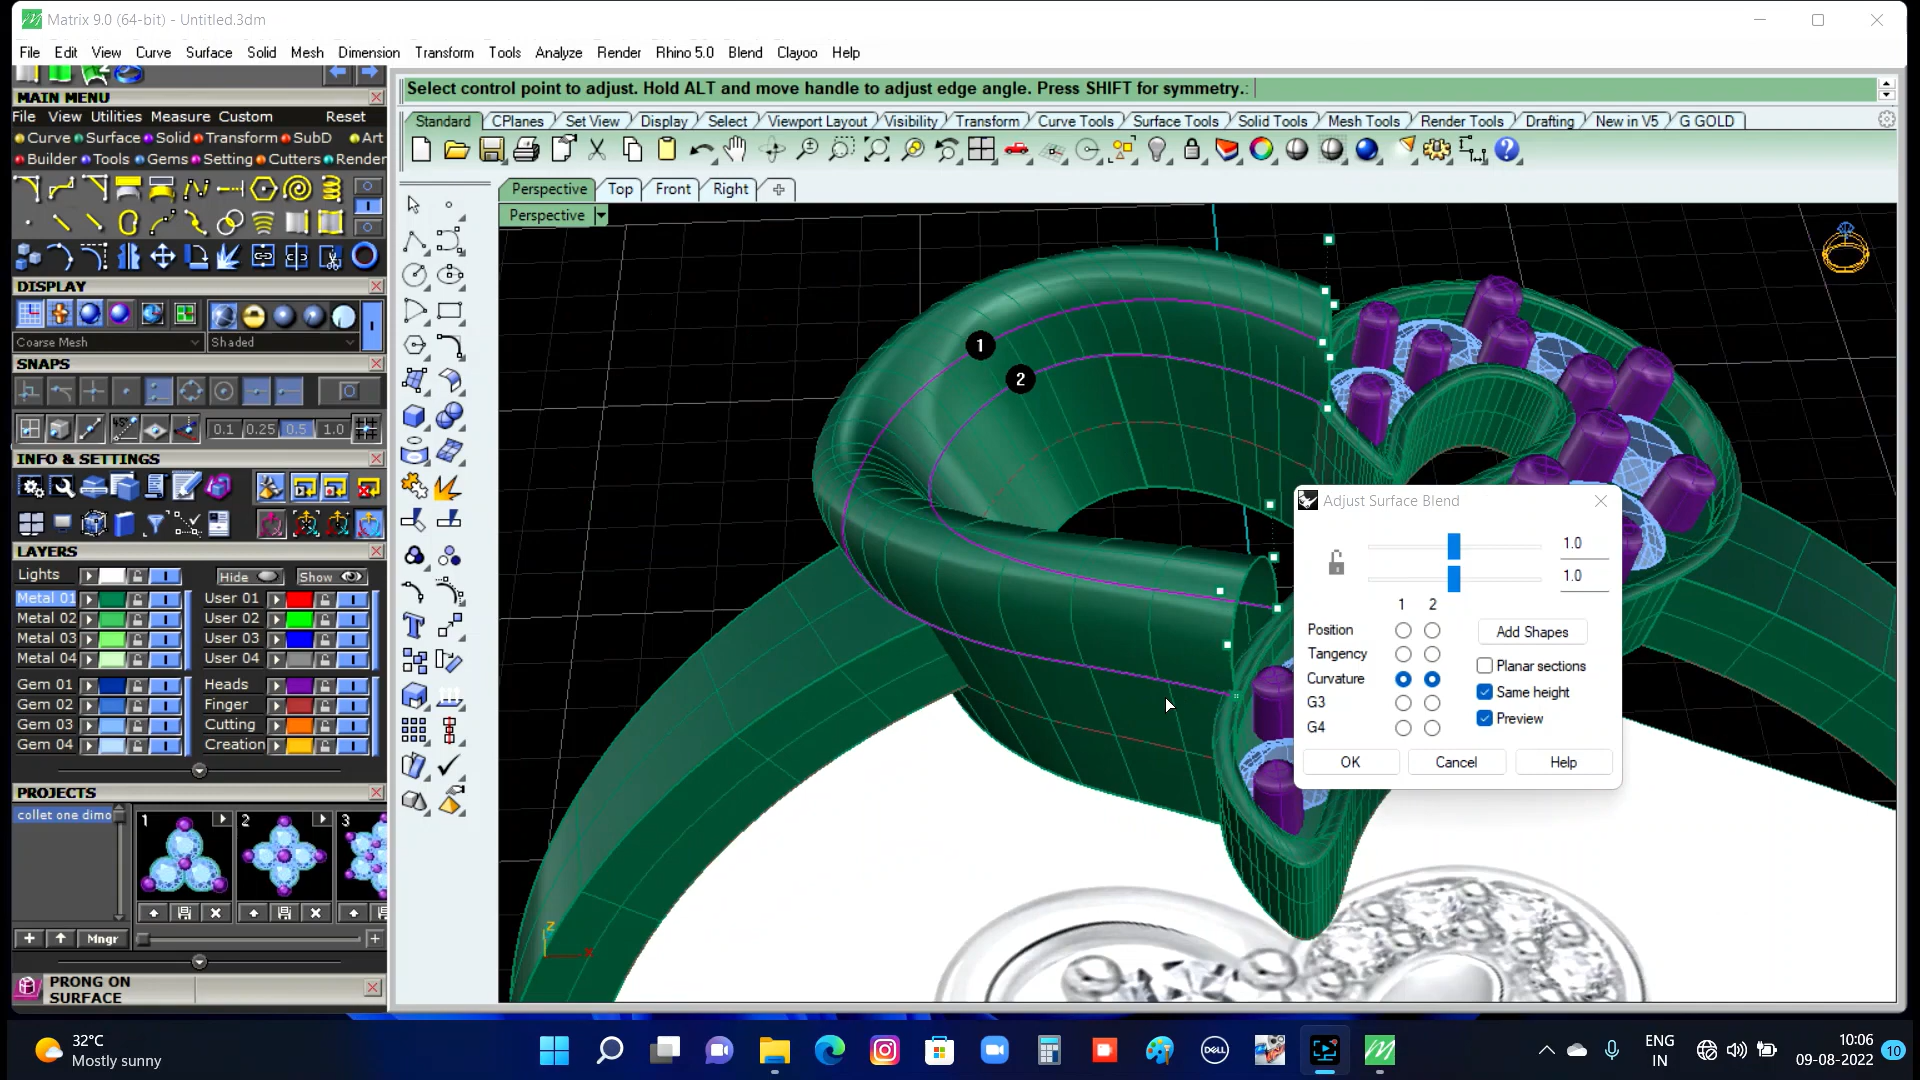 Matrix 9.0 (64-bit) - Untitled.3dm
File Edit View Curve Surface Solid Mesh Dimension Transform Tools Analyze Render Rhino 5.0 Blend Clayoo Help
MAIN MENU
File View Utilities Measure Custom Reset
Curve Surface Solid Transform SubD Art
Builder Tools Gems Setting Cutters Render
DISPLAY
Coarse Mesh Shaded
SNAPS
0.1 0.25 0.5 1.0
INFO & SETTINGS
LAYERS
Lights Hide Show
Metal 01 User 01
Metal 02 User 02
Metal 03 User 03
Metal 04 User 04
Gem 01 Heads
Gem 02 Finger
Gem 03 Cutting
Gem 04 Creation
PROJECTS
collet one dimo
1 2 3
Mngr
PRONG ON
SURFACE
Select control point to adjust. Hold ALT and move handle to adjust edge angle. Press SHIFT for symmetry.:
Standard CPlanes Set View Display Select Viewport Layout Visibility Transform Curve Tools Surface Tools Solid Tools Mesh Tools Render Tools Drafting New in V5 G GOLD
Perspective Top Front Right
Perspective
1
2
z
x
Adjust Surface Blend
1.0
1.0
1 2
Position
Tangency
Curvature
G3
G4
Add Shapes
Planar sections
Same height
Preview
OK Cancel Help
32°C
Mostly sunny
DELL
ENG
IN
10:06
09-08-2022
10